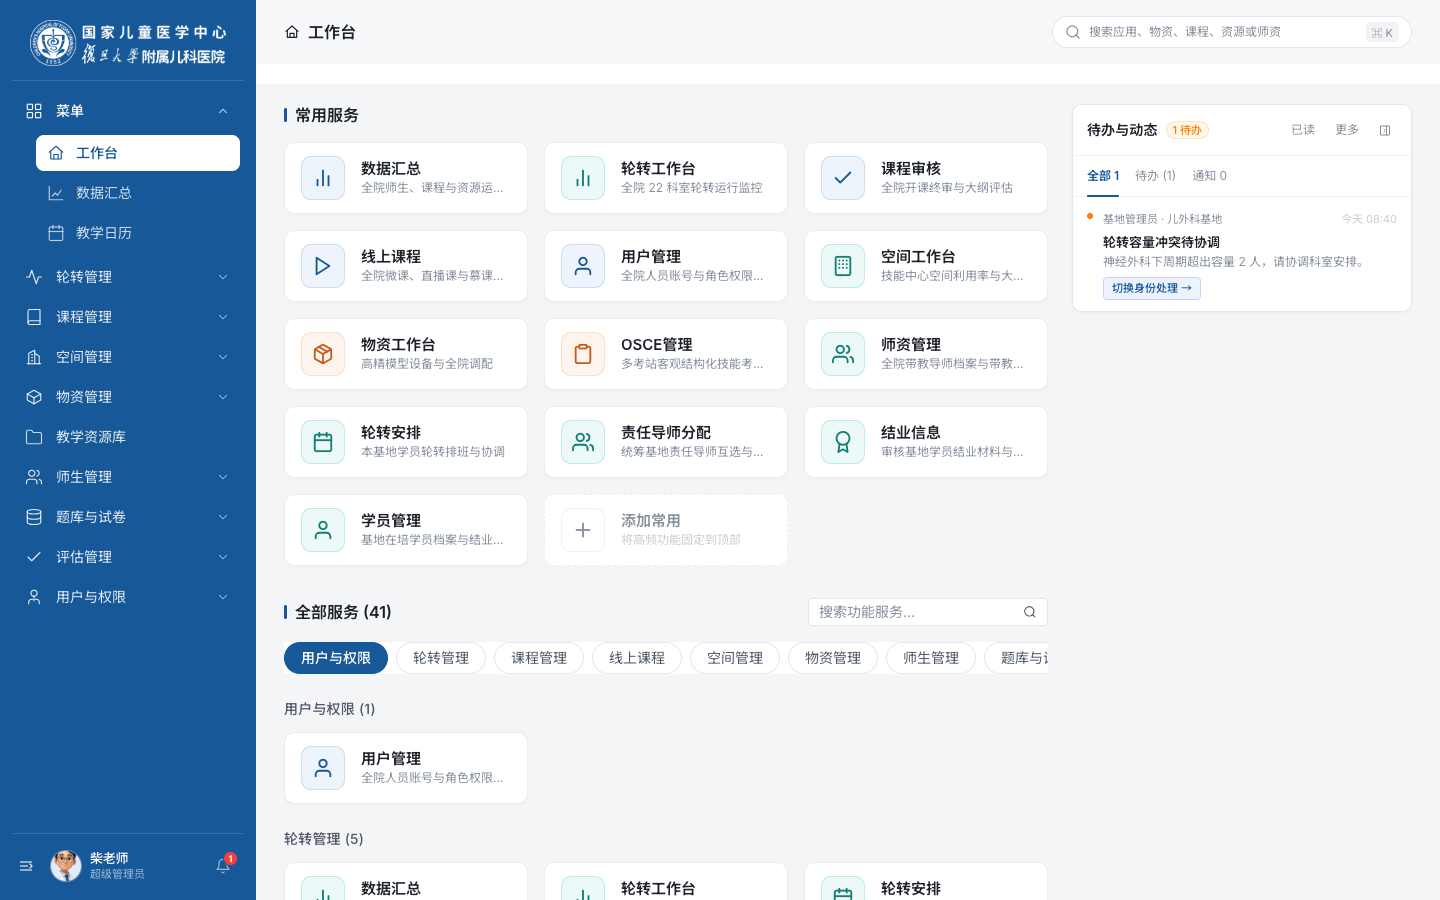 国家儿童医学中心
復旦大学附属儿科医院
菜单
工作台
数据汇总
教学日历
轮转管理
课程管理
空间管理
物资管理
教学资源库
师生管理
题库与试卷
评估管理
用户与权限
柴老师
超级管理员
1
工作台
搜索应用、物资、课程、资源或师资
⌘ K
常用服务
数据汇总
全院师生、课程与资源运...
轮转工作台
全院 22 科室轮转运行监控
课程审核
全院开课终审与大纲评估
线上课程
全院微课、直播课与慕课...
用户管理
全院人员账号与角色权限...
空间工作台
技能中心空间利用率与大...
物资工作台
高精模型设备与全院调配
OSCE管理
多考站客观结构化技能考...
师资管理
全院带教导师档案与带教...
轮转安排
本基地学员轮转排班与协调
责任导师分配
统筹基地责任导师互选与...
结业信息
审核基地学员结业材料与...
学员管理
基地在培学员档案与结业...
添加常用
将高频功能固定到顶部
全部服务 (41)
搜索功能服务...
用户与权限
轮转管理
课程管理
线上课程
空间管理
物资管理
师生管理
题库与
用户与权限 (1)
用户管理
全院人员账号与角色权限...
轮转管理 (5)
数据汇总
轮转工作台
轮转安排
待办与动态
1 待办
已读
更多
全部 1
待办 (1)
通知 0
基地管理员 · 儿外科基地
今天 08:40
轮转容量冲突待协调
神经外科下周期超出容量 2 人，请协调科室安排。
切换身份处理 →